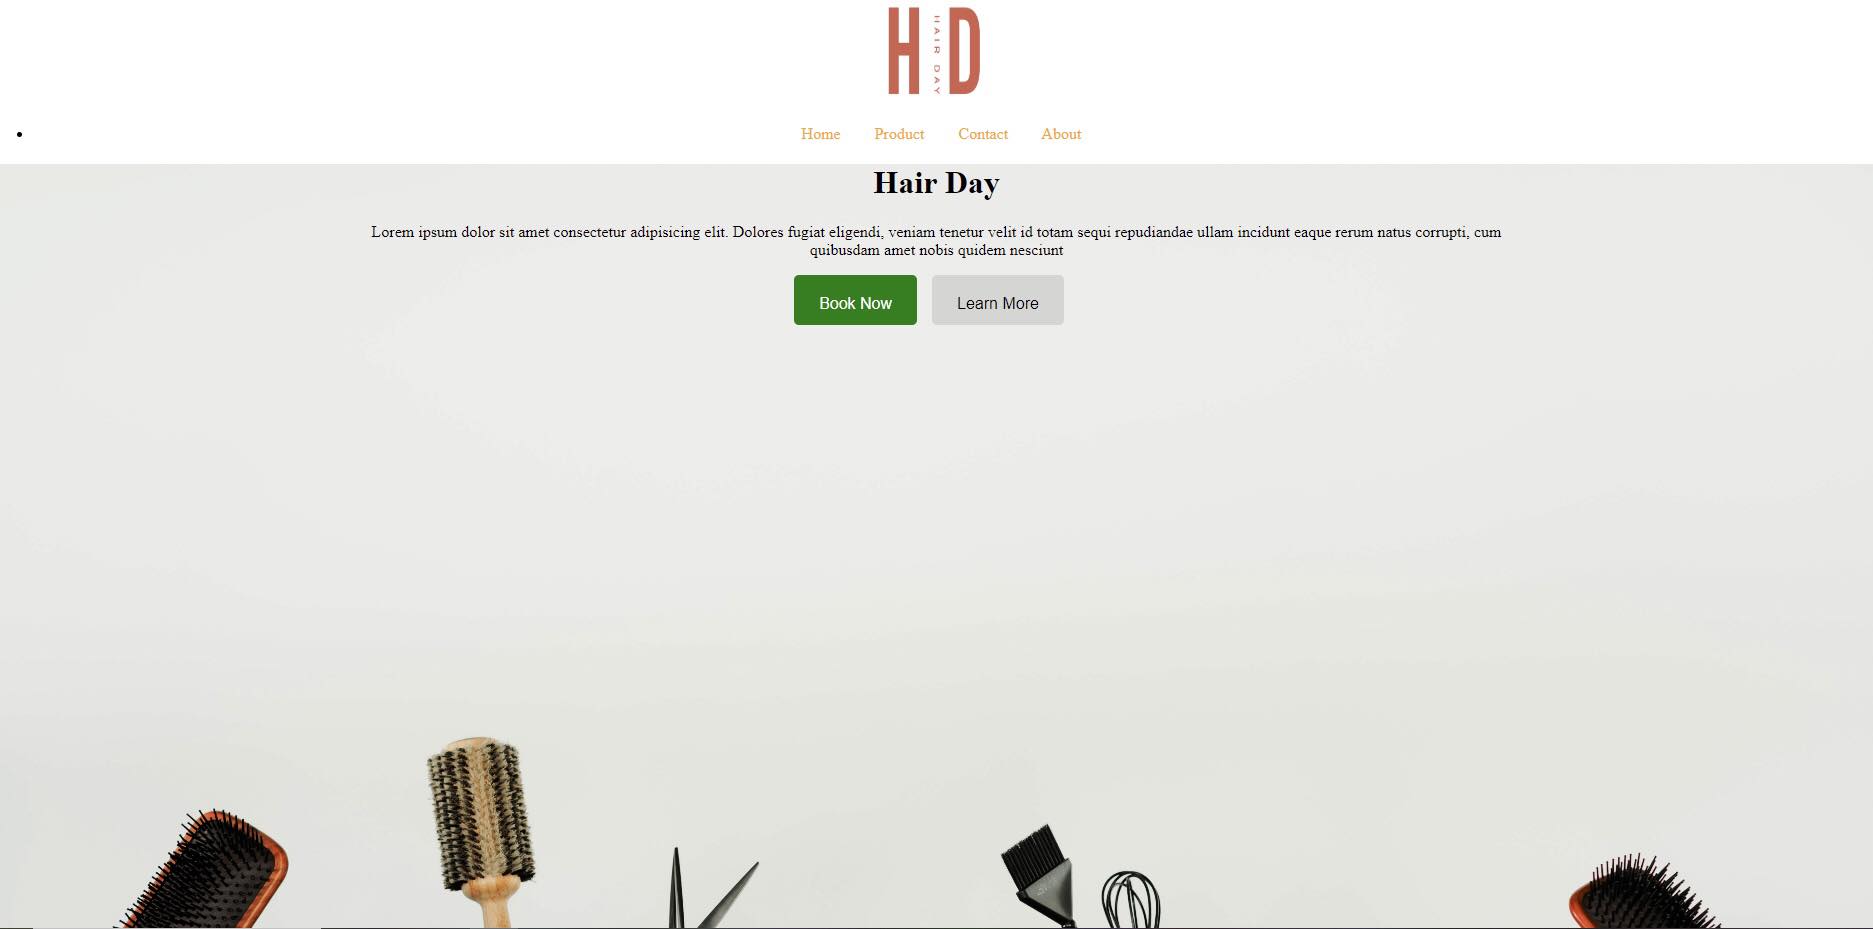 H HAIR DAY D
Home Product Contact About
Hair Day
Lorem ipsum dolor sit amet consectetur adipisicing elit. Dolores fugiat eligendi, veniam tenetur velit id totam sequi repudiandae ullam incidunt eaque rerum natus corrupti, cum
quibusdam amet nobis quidem nesciunt
Book Now Learn More